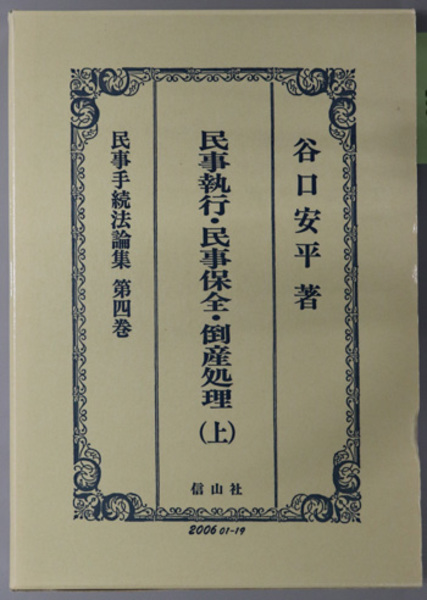 谷口安平著
民事執行・民事保全・倒産処理(上)
民事手続法論集 第四巻
信山社
2006 01-19